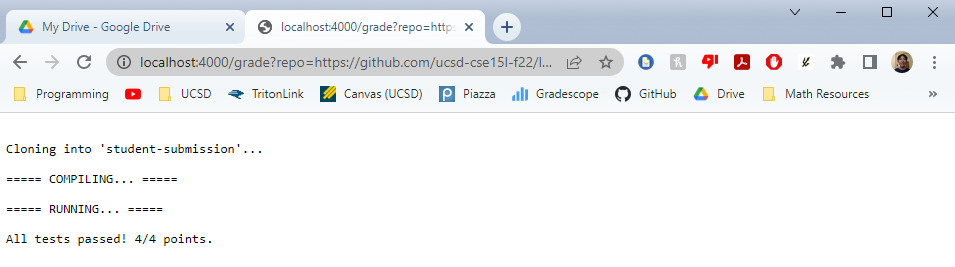 My Drive - Google Drive
localhost:4000/grade?repo=https
localhost:4000/grade?repo=https://github.com/ucsd-cse15l-f22/l...
Programming UCSD TritonLink Canvas (UCSD) Piazza Gradescope GitHub Drive Math Resources »
Cloning into 'student-submission'...
===== COMPILING... =====
===== RUNNING... =====
All tests passed! 4/4 points.